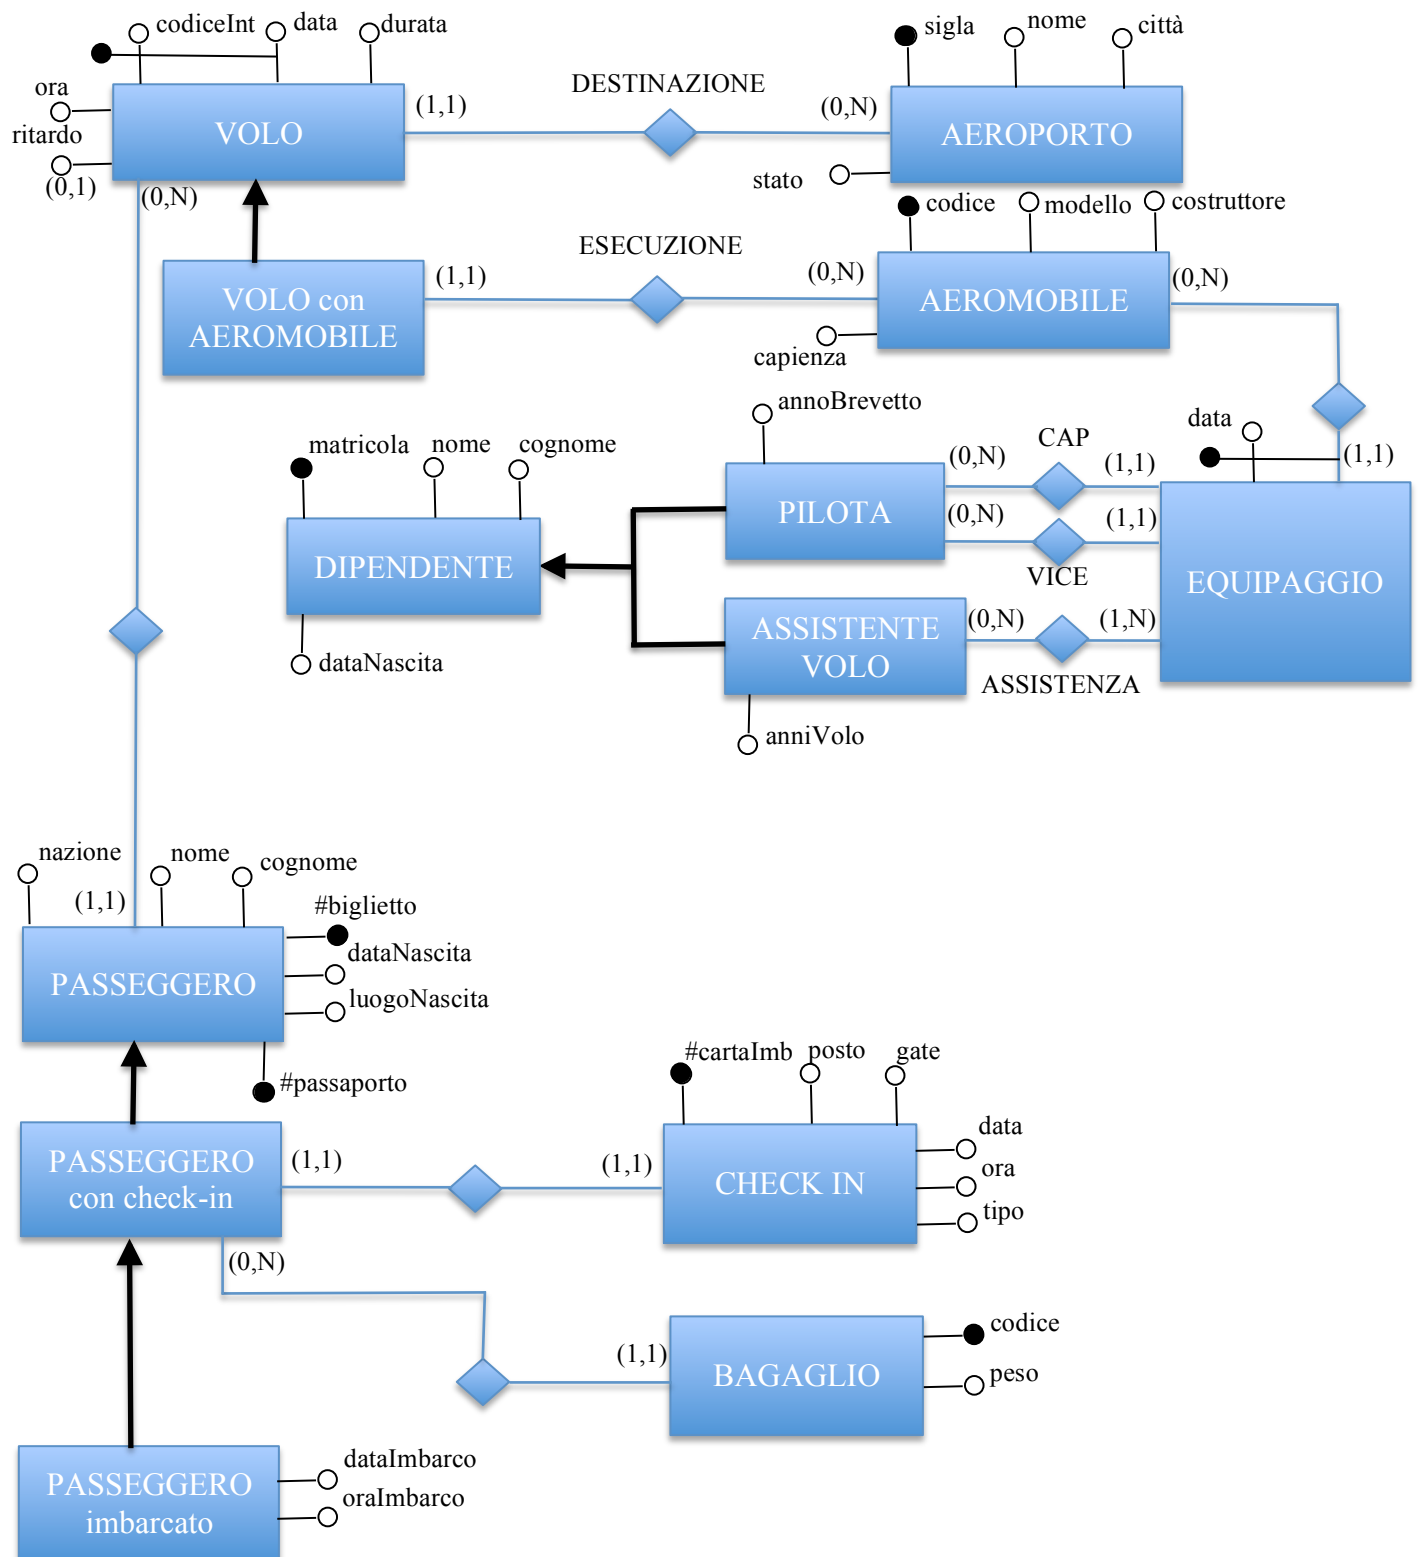 codiceInt
data
durata
sigla
nome
città
ora
VOLO
(1,1)
DESTINAZIONE
(0,N)
AEROPORTO
ritardo
(0,1)
(0,N)
stato
codice
modello
costruttore
VOLO con
AEROMOBILE
(1,1)
ESECUZIONE
(0,N)
AEROMOBILE
(0,N)
capienza
annoBrevetto
data
matricola
nome
cognome
CAP
(0,N)
(1,1)
(1,1)
PILOTA
(0,N)
(1,1)
DIPENDENTE
VICE
EQUIPAGGIO
ASSISTENTE
VOLO
(0,N)
(1,N)
dataNascita
ASSISTENZA
anniVolo
nazione
nome
cognome
(1,1)
#biglietto
dataNascita
PASSEGGERO
luogoNascita
#passaporto
#cartaImb
posto
gate
data
PASSEGGERO
con check-in
(1,1)
(1,1)
CHECK IN
ora
tipo
(0,N)
codice
(1,1)
BAGAGLIO
peso
PASSEGGERO
imbarcato
dataImbarco
oraImbarco